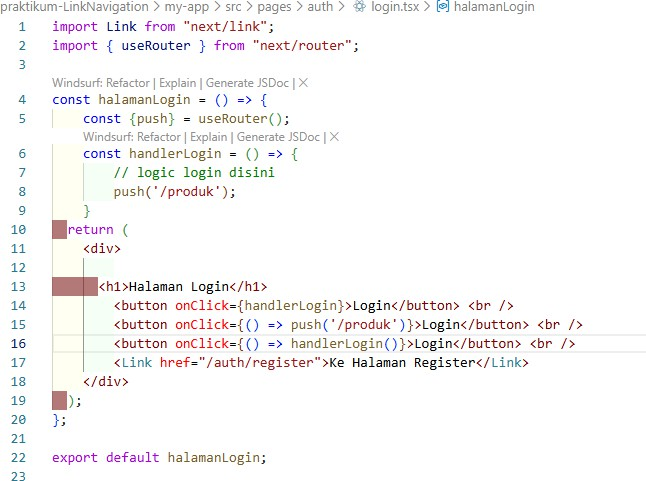 praktikum-LinkNavigation > my-app > src > pages > auth > login.tsx > halamanLogin
1 import Link from "next/link";
2 import { useRouter } from "next/router";
3
Windsurf: Refactor | Explain | Generate JSDoc | X
4 const halamanLogin = () => {
5 const {push} = useRouter();
Windsurf: Refactor | Explain | Generate JSDoc | X
6 const handlerLogin = () => {
7 // logic login disini
8 push('/produk');
9 }
10 return (
11 <div>
12
13 <h1>Halaman Login</h1>
14 <button onClick={handlerLogin}>Login</button> <br />
15 <button onClick={() => push('/produk')}>Login</button> <br />
16 <button onClick={() => handlerLogin()}>Login</button> <br />
17 <Link href="/auth/register">Ke Halaman Register</Link>
18 </div>
19 );
20 };
21
22 export default halamanLogin;
23